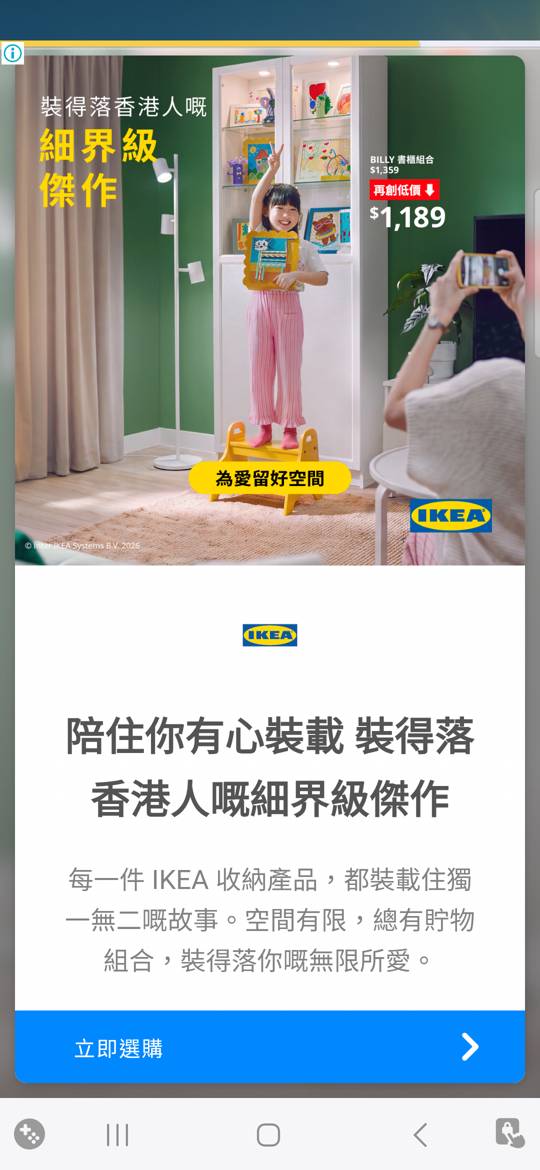 裝得落香港人嘅
細界級
傑作
BILLY 書櫃組合
$1,359
再創低價
$1,189
為愛留好空間
IKEA
© Inter IKEA Systems B.V. 2026
IKEA
陪住你有心裝載 裝得落
香港人嘅細界級傑作
每一件 IKEA 收納產品，都裝載住獨
一無二嘅故事。空間有限，總有貯物
組合，裝得落你嘅無限所愛。
立即選購